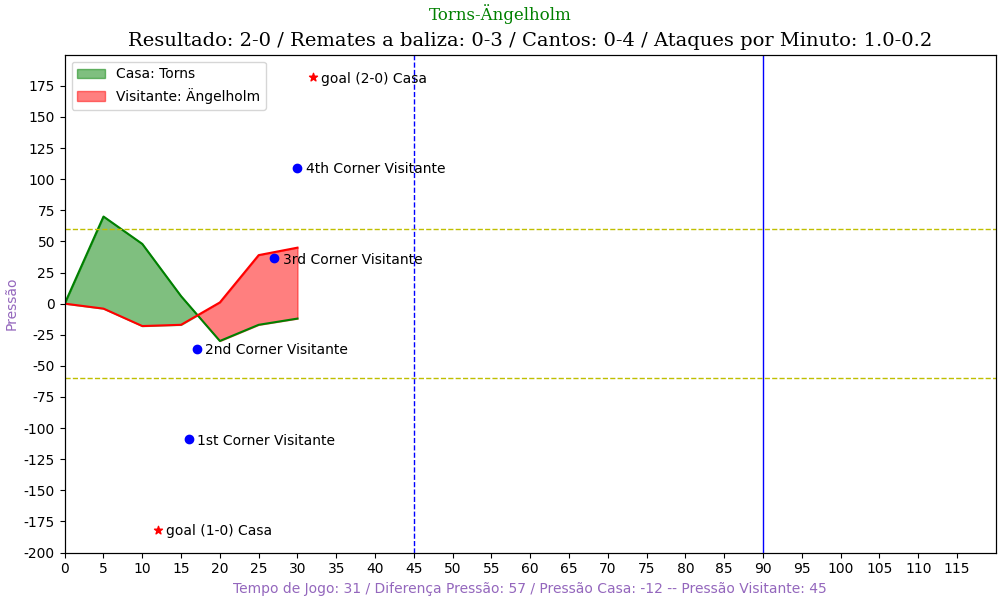 Torns-Ängelholm
Resultado: 2-0 / Remates a baliza: 0-3 / Cantos: 0-4 / Ataques por Minuto: 1.0-0.2
Casa: Torns
Visitante: Ängelholm
goal (2-0) Casa
4th Corner Visitante
3rd Corner Visitante
2nd Corner Visitante
1st Corner Visitante
goal (1-0) Casa
Pressão
175
150
125
100
75
50
25
0
-25
-50
-75
-100
-125
-150
-175
-200
0 5 10 15 20 25 30 35 40 45 50 55 60 65 70 75 80 85 90 95 100 105 110 115
Tempo de Jogo: 31 / Diferença Pressão: 57 / Pressão Casa: -12 -- Pressão Visitante: 45